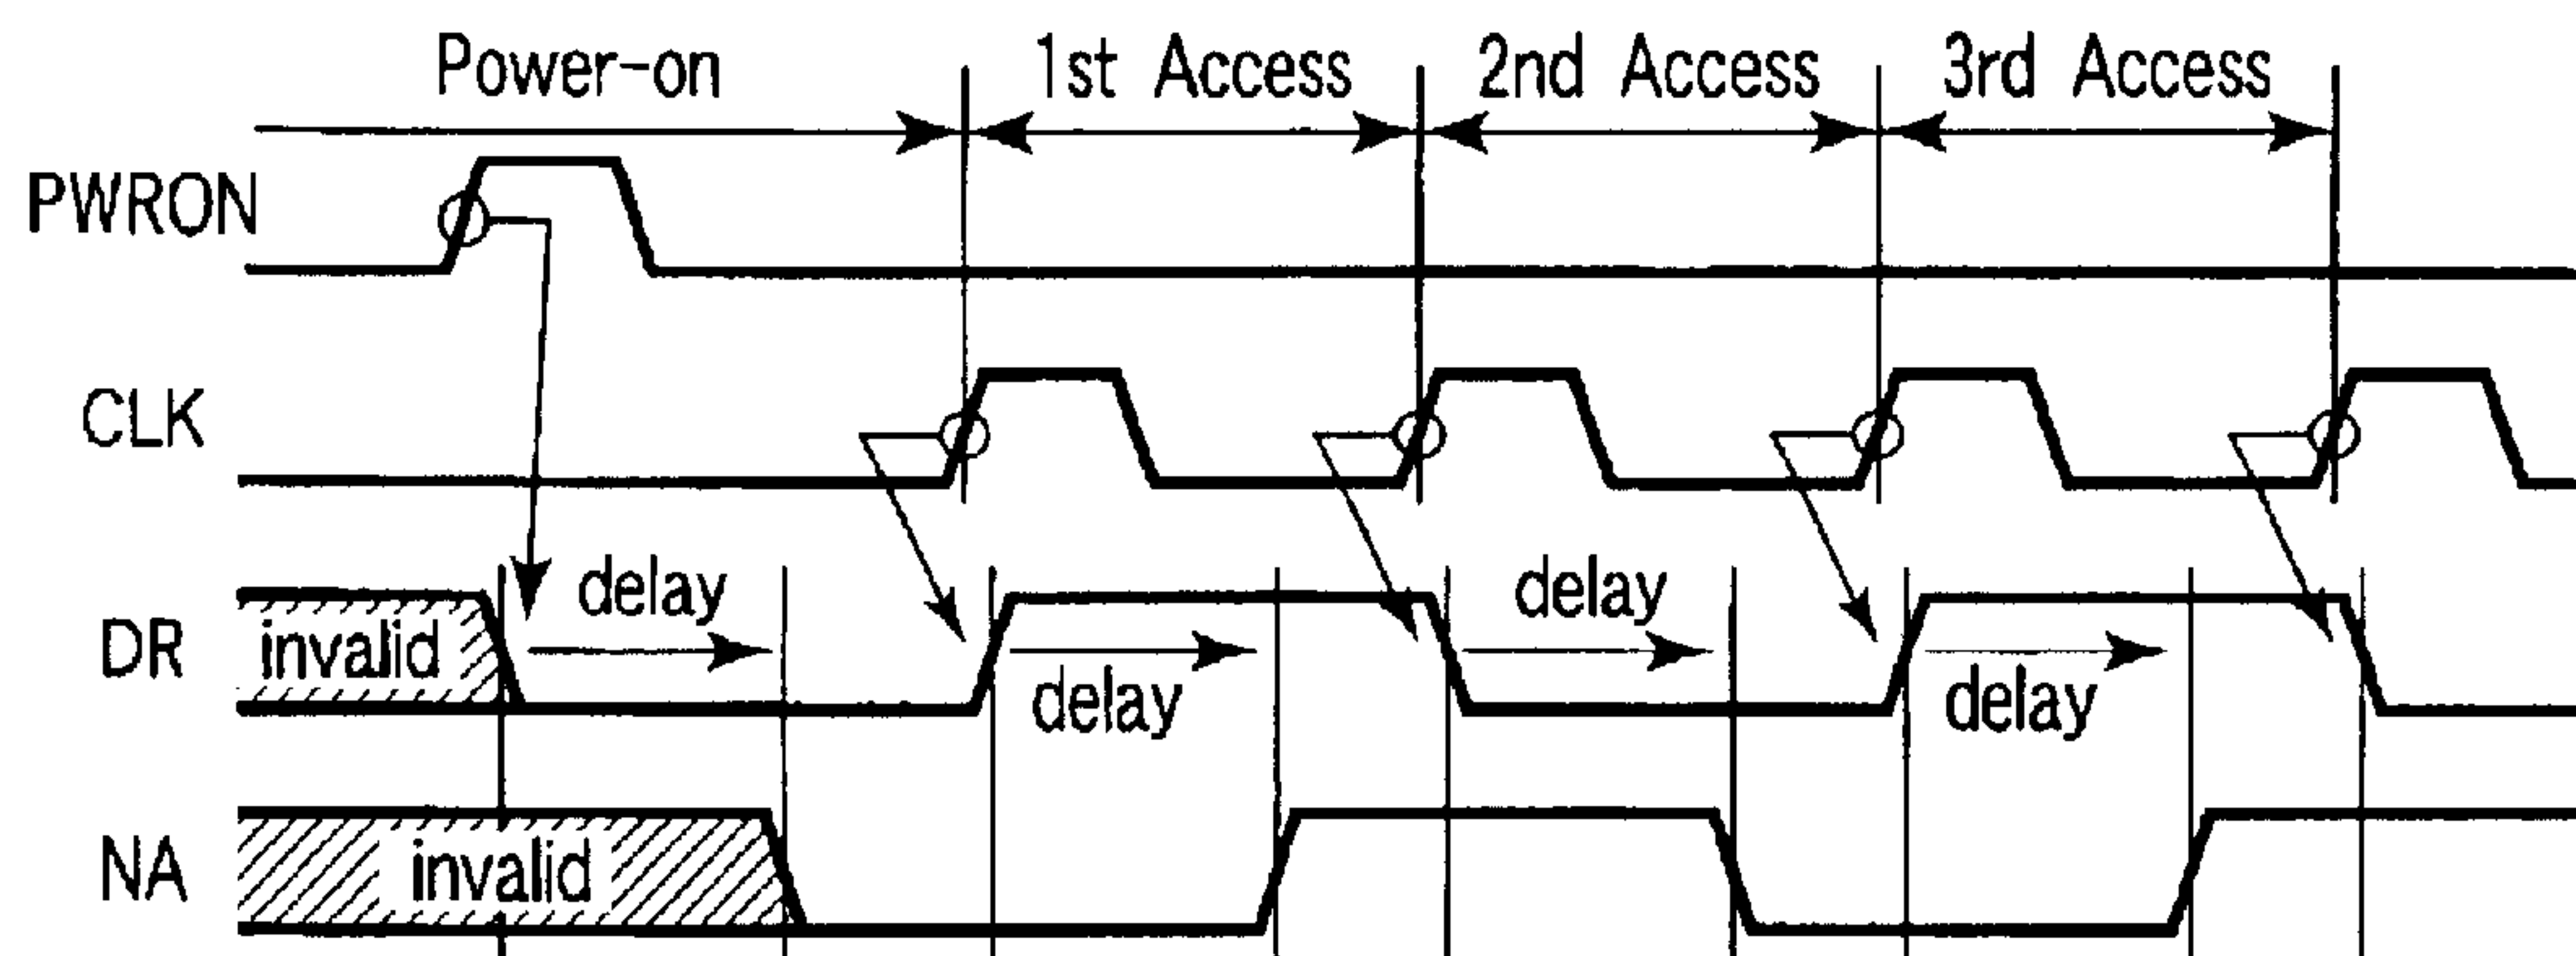 Power-on 1st Access 2nd Access 3rd Access
PWRON
CLK
delay delay
DR invalid
delay delay
NA invalid